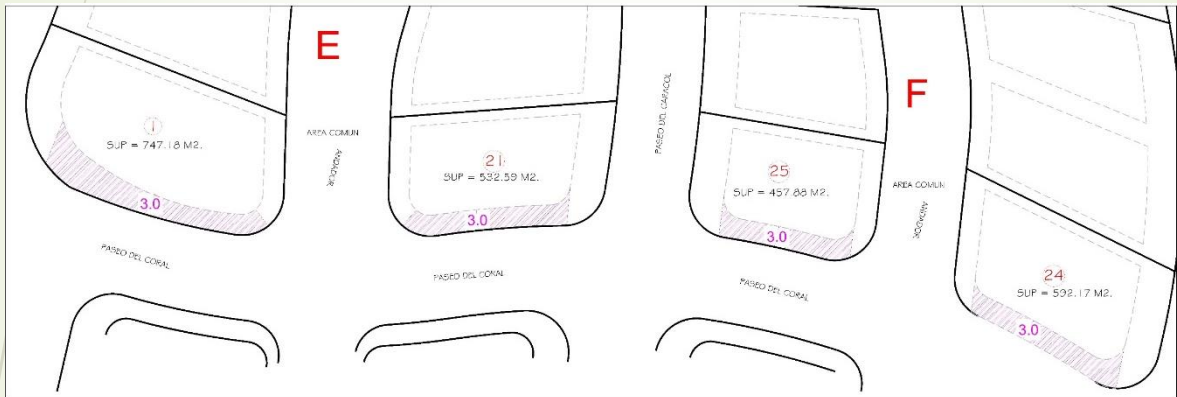 E
1
SUP = 747.18 M2.
3.0
PASEO DEL CORAL
AREA COMUN
ANDADOR
21
SUP = 532.59 M2.
3.0
PASEO DEL CORAL
PASEO DEL CARACOL
F
25
SUP = 457.88 M2.
3.0
PASEO DEL CORAL
AREA COMUN
ANDADOR
24
SUP = 592.17 M2.
3.0